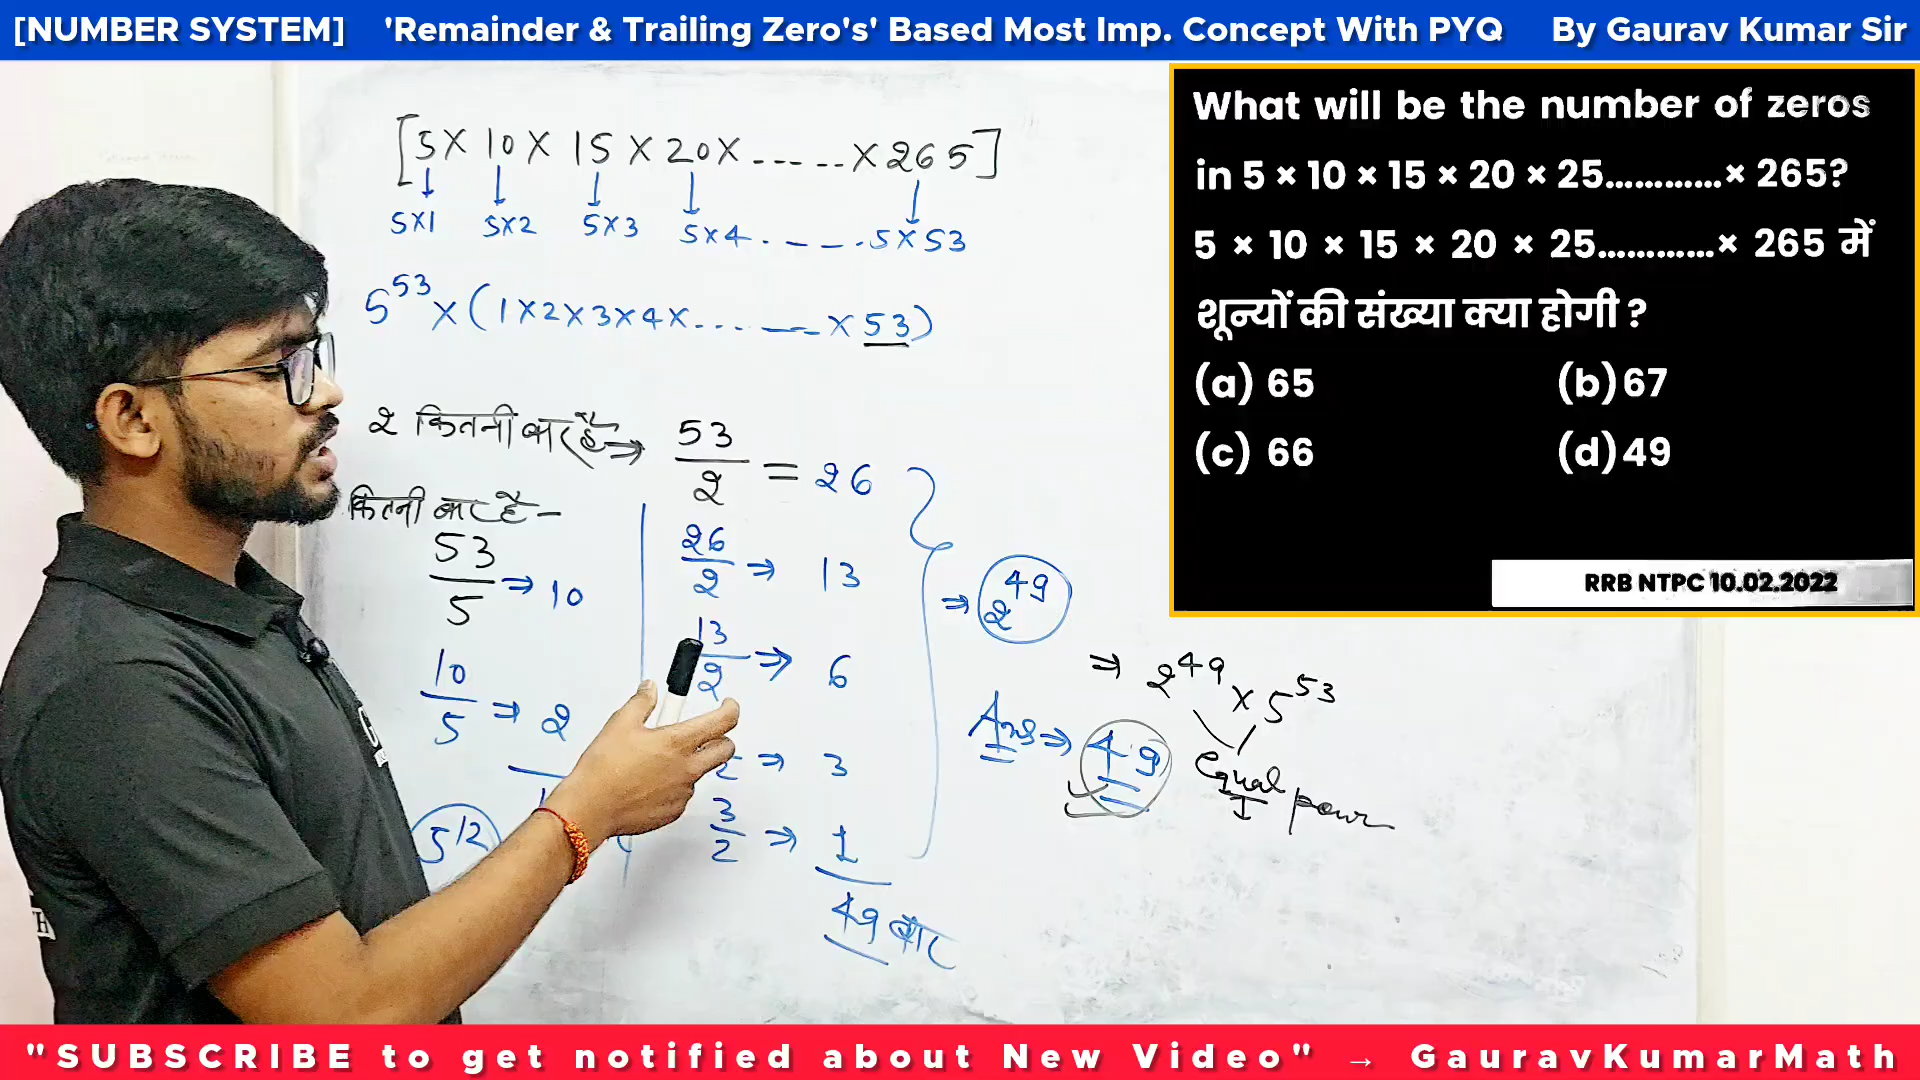 [NUMBER SYSTEM] 'Remainder & Trailing Zero's' Based Most Imp. Concept With PYQ By Gaurav Kumar Sir
What will be the number of zeros
in 5 × 10 × 15 × 20 × 25............× 265?
5 × 10 × 15 × 20 × 25............× 265 में
शून्यों की संख्या क्या होगी ?
(a) 65 (b) 67
(c) 66 (d) 49
RRB NTPC 10.02.2022
[5 × 10 × 15 × 20 × ------ × 265]
5×1 5×2 5×3 5×4 . - - - . 5×53
5^53 × (1×2×3×4×... --- × 53)
2 कितनी बार है ⇒ 53/2 = 26
कितनी बार है -
53/5 ⇒ 10
10/5 ⇒ 2
5^12
26/2 ⇒ 13
13/2 ⇒ 6
⇒ 3
3/2 ⇒ 1
49 बार
⇒ 2^49
⇒ 2^49 × 5^53
Equal power
Ans ⇒ 49
"SUBSCRIBE to get notified about New Video" → GauravKumarMath